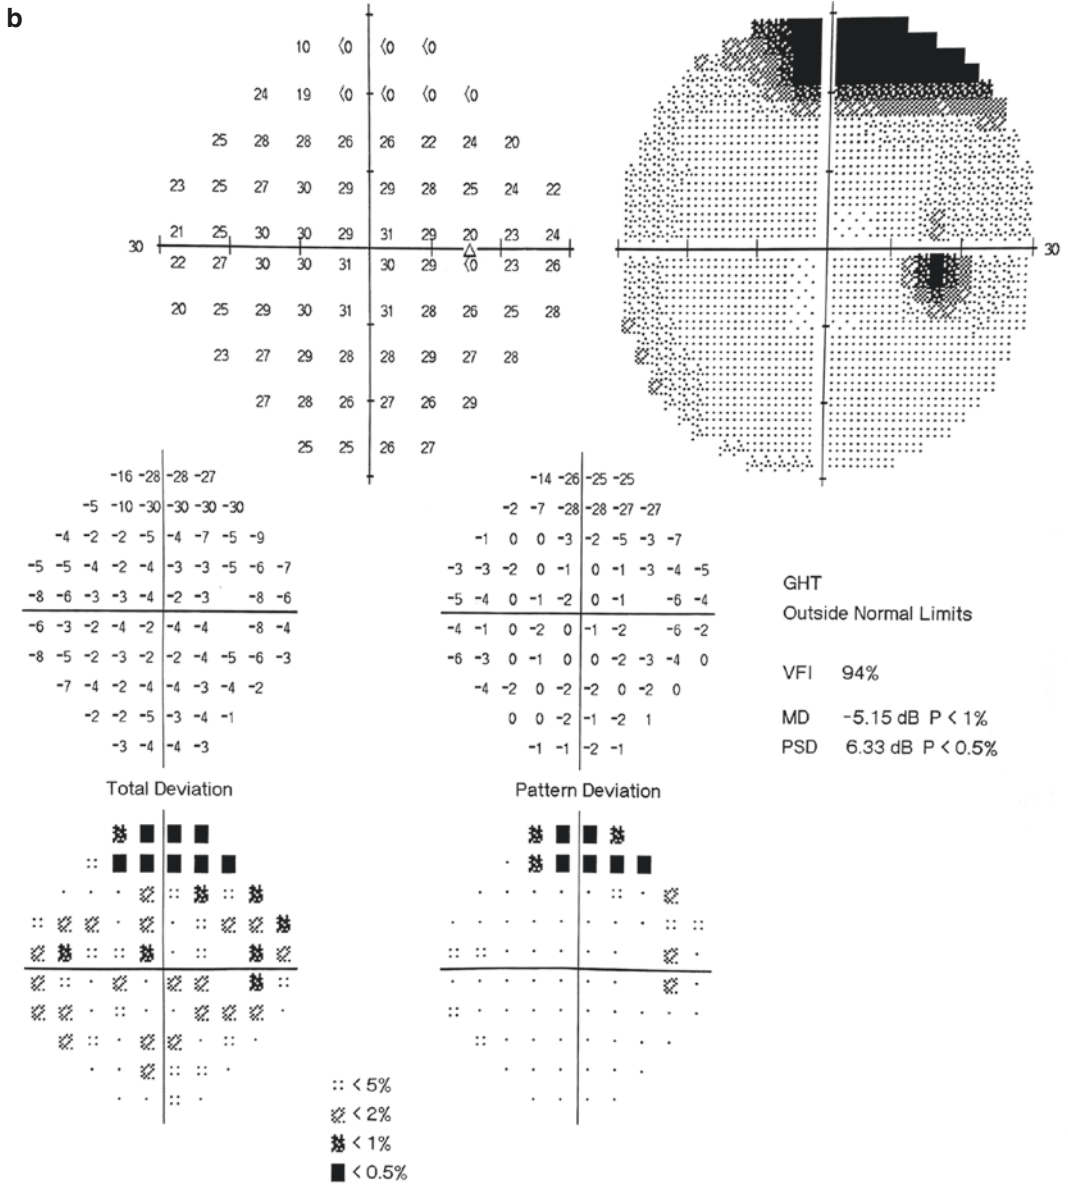 b
10 〈0 〈0 〈0
24 19 〈0 〈0 〈0 〈0
25 28 28 26 26 22 24 20
23 25 27 30 29 29 28 25 24 22
21 25 30 30 29 31 29 20 23 24
30 30
22 27 30 30 31 30 29 〈0 23 26
20 25 29 30 31 31 28 26 25 28
23 27 29 28 28 29 27 28
27 28 26 27 26 29
25 25 26 27
-16 -28 -28 -27
-5 -10 -30 -30 -30 -30
-4 -2 -2 -5 -4 -7 -5 -9
-5 -5 -4 -2 -4 -3 -3 -5 -6 -7
-8 -6 -3 -3 -4 -2 -3 -8 -6
-6 -3 -2 -4 -2 -4 -4 -8 -4
-8 -5 -2 -3 -2 -2 -4 -5 -6 -3
-7 -4 -2 -4 -4 -3 -4 -2
-2 -2 -5 -3 -4 -1
-3 -4 -4 -3
Total Deviation
-14 -26 -25 -25
-2 -7 -28 -28 -27 -27
-1 0 0 -3 -2 -5 -3 -7
-3 -3 -2 0 -1 0 -1 -3 -4 -5
-5 -4 0 -1 -2 0 -1 -6 -4
-4 -1 0 -2 0 -1 -2 -6 -2
-6 -3 0 -1 0 0 -2 -3 -4 0
-4 -2 0 -2 -2 0 -2 0
0 0 -2 -1 -2 1
-1 -1 -2 -1
Pattern Deviation
GHT
Outside Normal Limits
VFI 94%
MD -5.15 dB P < 1%
PSD 6.33 dB P < 0.5%
< 5%
< 2%
< 1%
< 0.5%